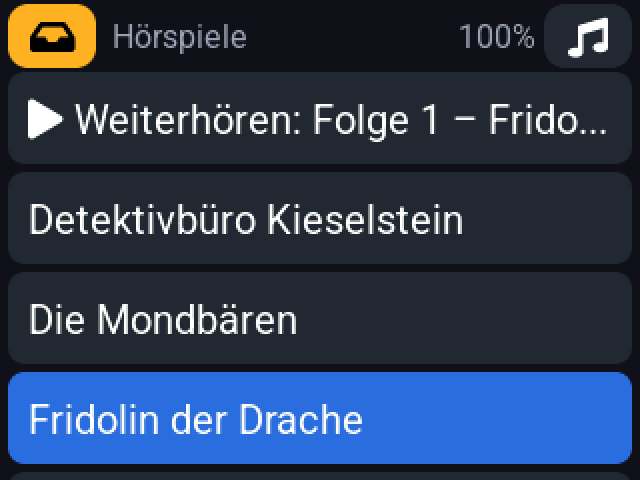 Hörspiele 100%
Weiterhören: Folge 1 – Frido...
Detektivbüro Kieselstein
Die Mondbären
Fridolin der Drache